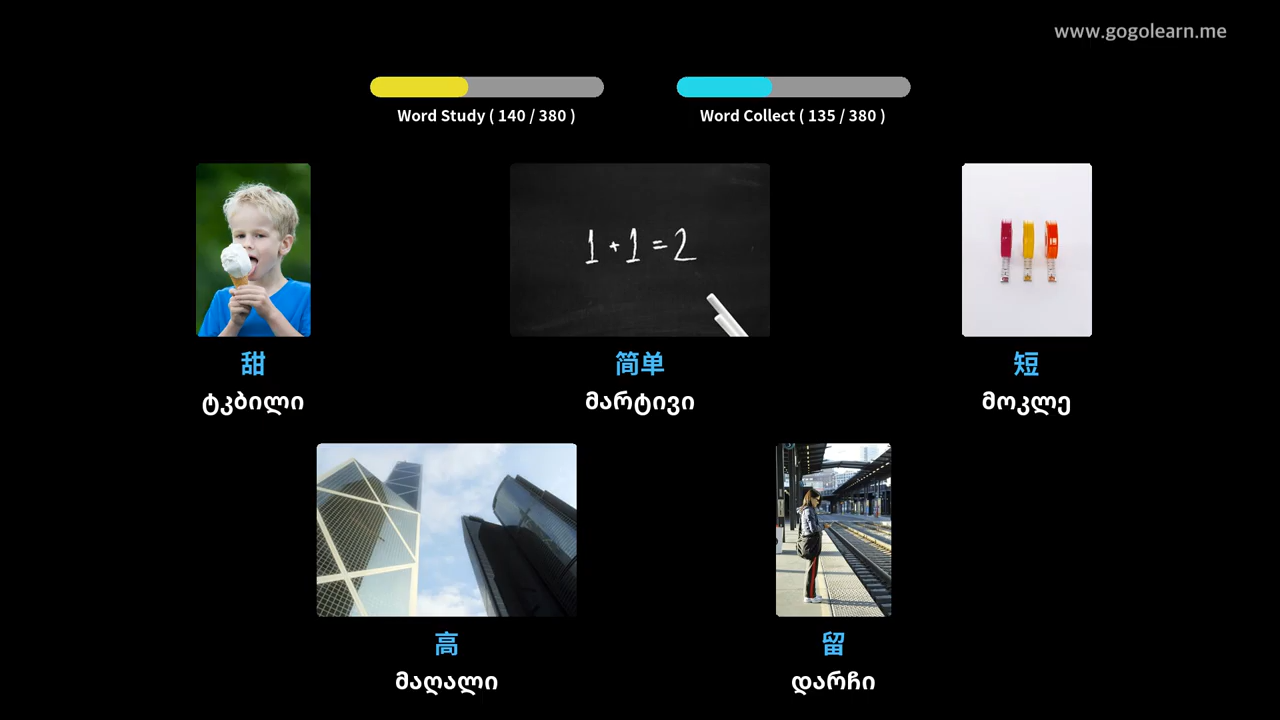 www.gogolearn.me
Word Study ( 140 / 380 )
Word Collect ( 135 / 380 )
1 + 1 = 2
甜
ტკბილი
简单
მარტივი
短
მოკლე
高
მაღალი
留
დარჩი